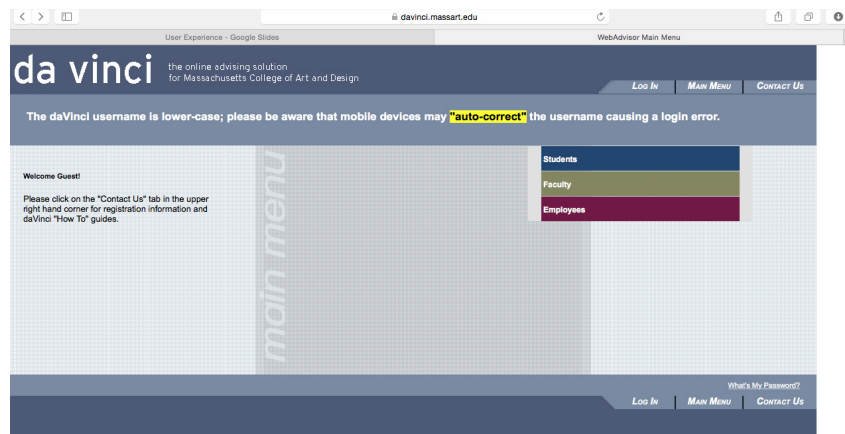 davinci.massart.edu
User Experience - Google Slides
WebAdvisor Main Menu
da vinci
the online advising solution
for Massachusetts College of Art and Design
Log In
Main Menu
Contact Us
The daVinci username is lower-case; please be aware that mobile devices may "auto-correct" the username causing a login error.
main menu
Students
Faculty
Employees
Welcome Guest!
Please click on the "Contact Us" tab in the upper
right hand corner for registration information and
daVinci "How To" guides.
What's My Password?
Log In
Main Menu
Contact Us